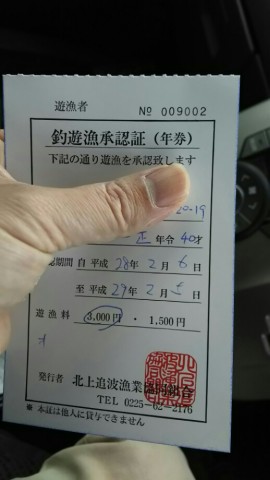 遊漁者 № 009002
釣遊漁承認証(年券)
下記の通り遊漁を承認致します
20-19
正 年令 40才
認期間 自 平成 28年 2月 6日
至 平成 29年 2月 5日
遊漁料 3,000円 ・ 1,500円
発行者 北上追波漁業協同組合
TEL 0225-62-2176
※ 本証は他人に貸与できません